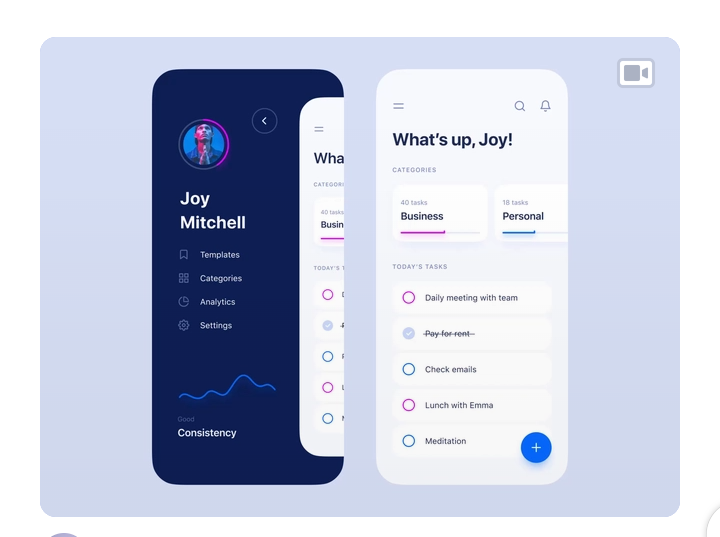 Joy
Mitchell
Templates
Categories
Analytics
Settings
Good
Consistency
Wha
CATEGORI
40 tasks
Busin
TODAY'S T
What's up, Joy!
CATEGORIES
40 tasks
Business
18 tasks
Personal
TODAY'S TASKS
Daily meeting with team
Pay for rent
Check emails
Lunch with Emma
Meditation